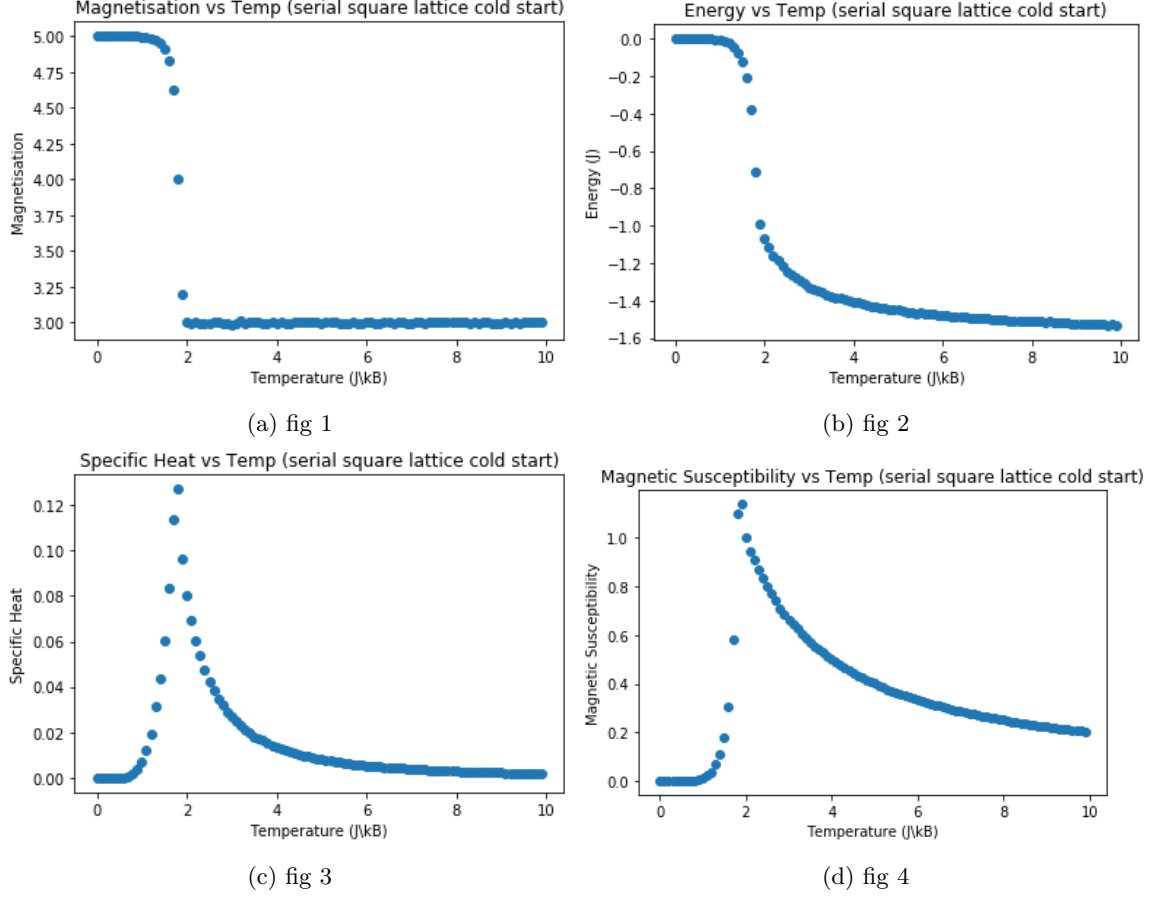 Magnetisation vs Temp (serial square lattice cold start)
5.00
4.75
4.50
4.25
4.00
3.75
3.50
3.25
3.00
Magnetisation
0 2 4 6 8 10
Temperature (J\kB)
(a) fig 1
Energy vs Temp (serial square lattice cold start)
0.0
−0.2
−0.4
−0.6
−0.8
−1.0
−1.2
−1.4
−1.6
Energy (J)
0 2 4 6 8 10
Temperature (J\kB)
(b) fig 2
Specific Heat vs Temp (serial square lattice cold start)
0.12
0.10
0.08
0.06
0.04
0.02
0.00
Specific Heat
0 2 4 6 8 10
Temperature (J\kB)
(c) fig 3
Magnetic Susceptibility vs Temp (serial square lattice cold start)
1.0
0.8
0.6
0.4
0.2
0.0
Magnetic Susceptibility
0 2 4 6 8 10
Temperature (J\kB)
(d) fig 4